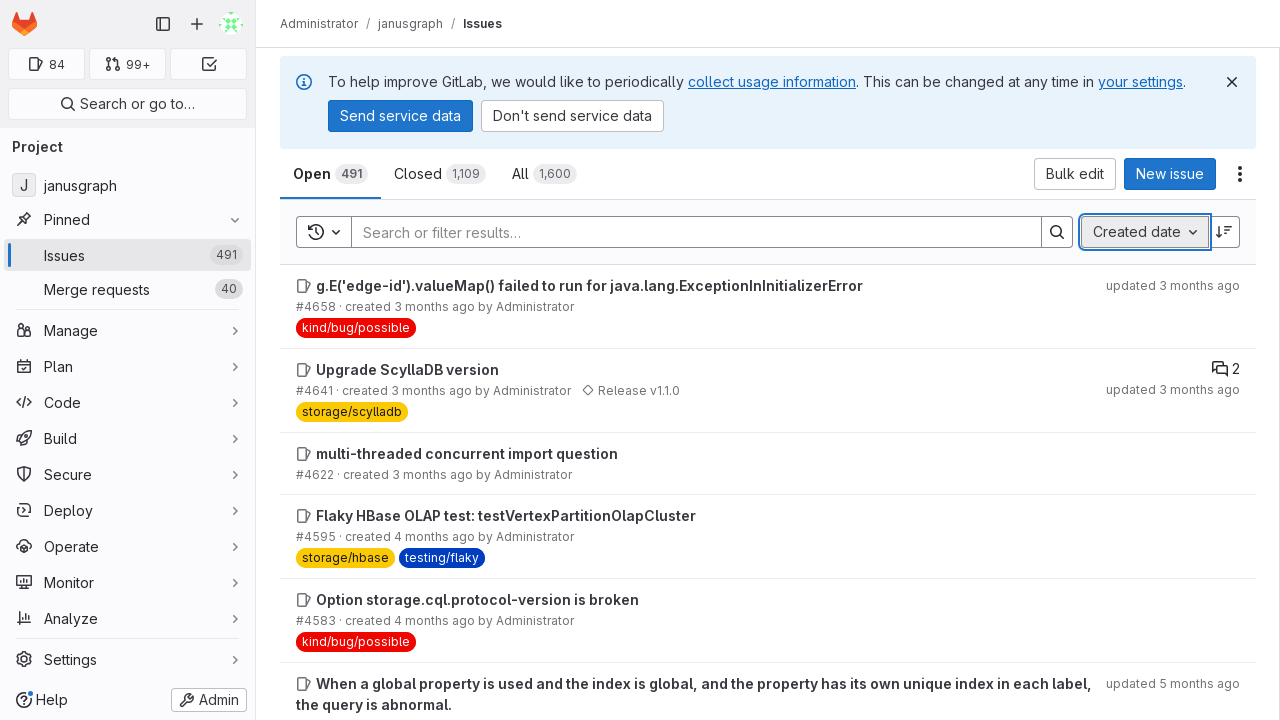 Administrator / janusgraph / Issues
84
99+
Search or go to…
Project
J janusgraph
Pinned
Issues 491
Merge requests 40
Manage
Plan
Code
Build
Secure
Deploy
Operate
Monitor
Analyze
Settings
Help
Admin
To help improve GitLab, we would like to periodically collect usage information. This can be changed at any time in your settings.
Send service data
Don't send service data
Open 491
Closed 1,109
All 1,600
Bulk edit
New issue
Search or filter results…
Created date
g.E('edge-id').valueMap() failed to run for java.lang.ExceptionInInitializerError
updated 3 months ago
#4658 · created 3 months ago by Administrator
kind/bug/possible
Upgrade ScyllaDB version
2
#4641 · created 3 months ago by Administrator Release v1.1.0
updated 3 months ago
storage/scylladb
multi-threaded concurrent import question
#4622 · created 3 months ago by Administrator
Flaky HBase OLAP test: testVertexPartitionOlapCluster
#4595 · created 4 months ago by Administrator
storage/hbase testing/flaky
Option storage.cql.protocol-version is broken
#4583 · created 4 months ago by Administrator
kind/bug/possible
When a global property is used and the index is global, and the property has its own unique index in each label,
the query is abnormal.
updated 5 months ago